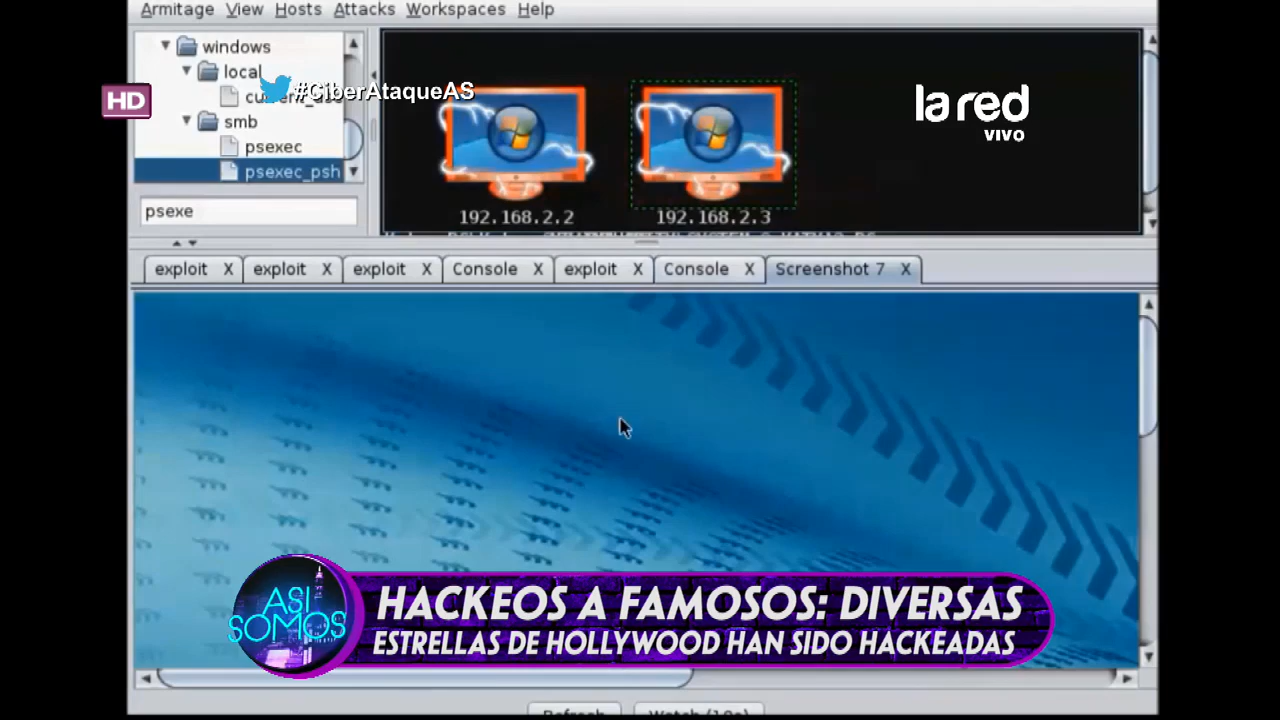 Armitage View Hosts Attacks Workspaces Help
windows
local
smb
psexec
psexec_psh
psexe
HD
#CiberAtaqueAS
la red
VIVO
192.168.2.2
192.168.2.3
exploit X
exploit X
exploit X
Console X
exploit X
Console X
Screenshot 7 X
ASI
SOMOS
HACKEOS A FAMOSOS: DIVERSAS
ESTRELLAS DE HOLLYWOOD HAN SIDO HACKEADAS